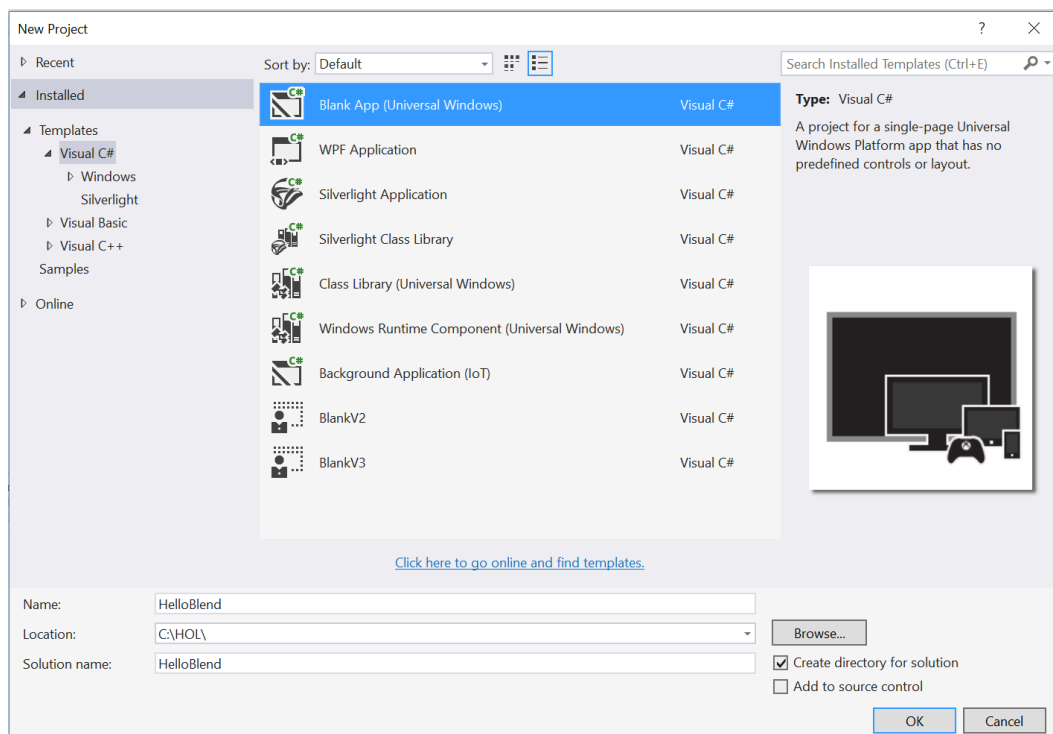 New Project
?
Recent
Sort by: Default
Search Installed Templates (Ctrl+E)
Installed
Templates
Visual C#
Windows
Silverlight
Visual Basic
Visual C++
Samples
Online
C# Blank App (Universal Windows) Visual C#
C# WPF Application Visual C#
C# Silverlight Application Visual C#
C# Silverlight Class Library Visual C#
C# Class Library (Universal Windows) Visual C#
C# Windows Runtime Component (Universal Windows) Visual C#
C# Background Application (IoT) Visual C#
BlankV2 Visual C#
BlankV3 Visual C#
Type: Visual C#
A project for a single-page Universal
Windows Platform app that has no
predefined controls or layout.
Click here to go online and find templates.
Name: HelloBlend
Location: C:\HOL\
Browse...
Solution name: HelloBlend
Create directory for solution
Add to source control
OK
Cancel